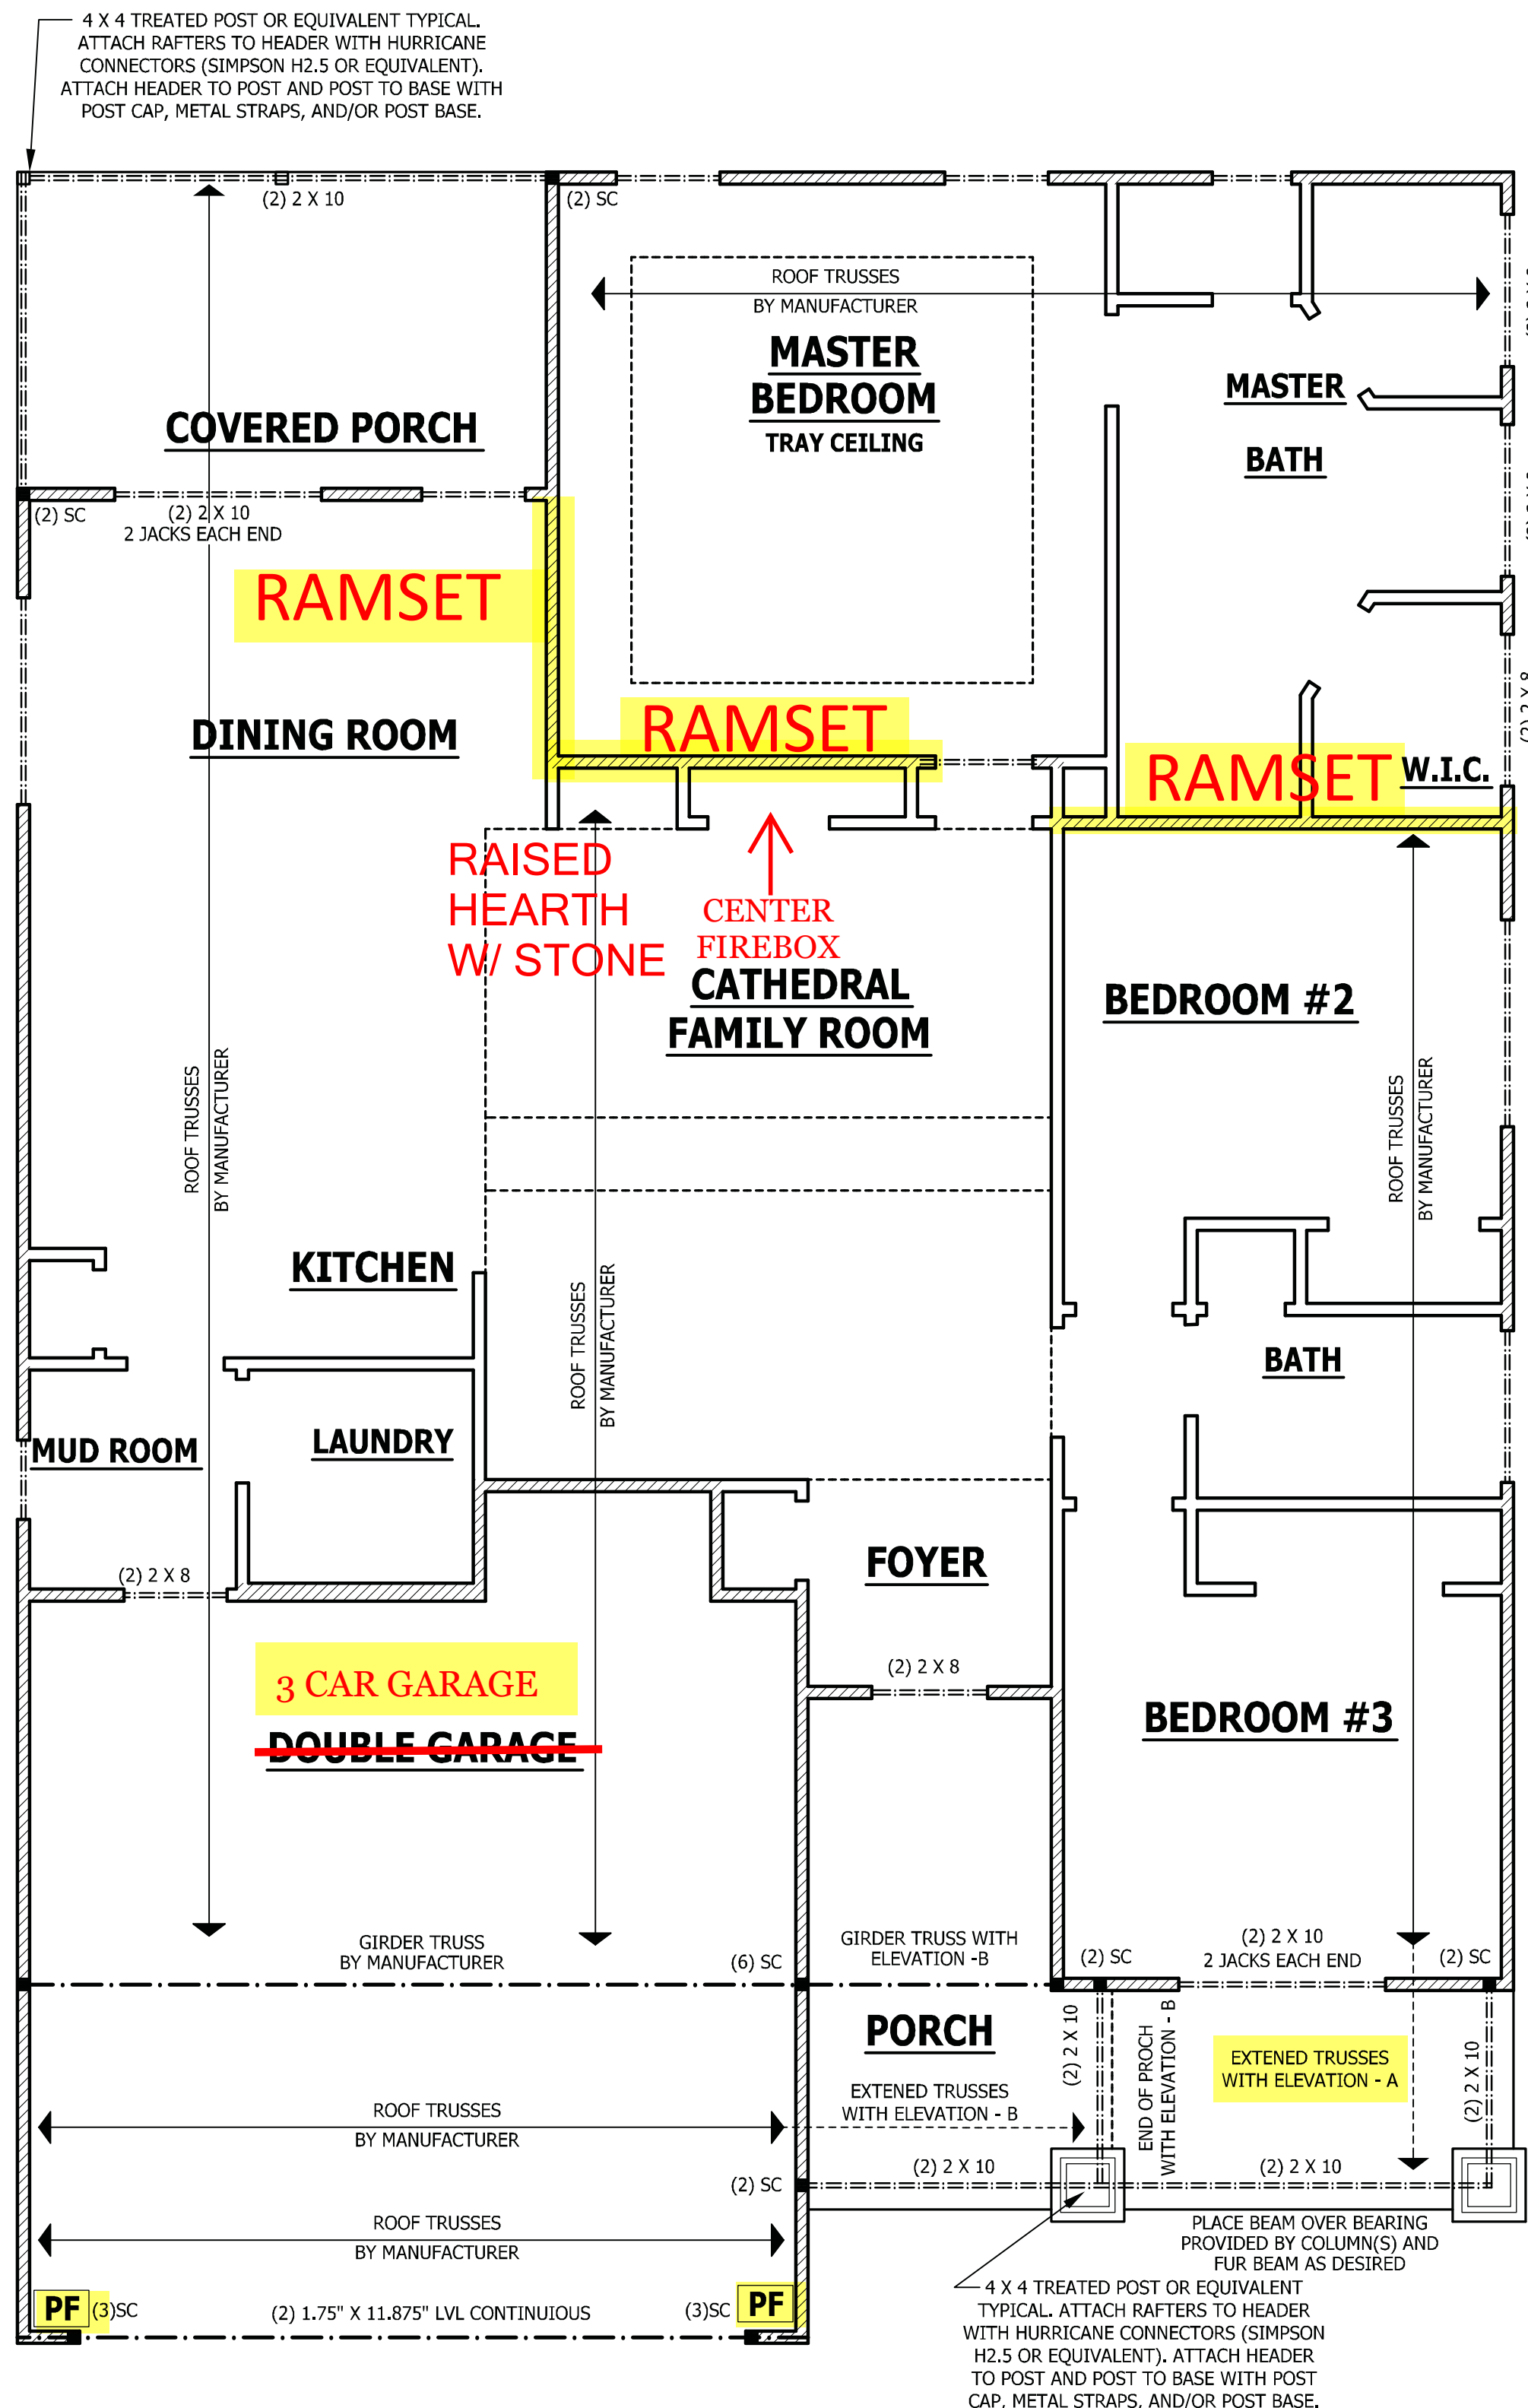 4 X 4 TREATED POST OR EQUIVALENT TYPICAL.
ATTACH RAFTERS TO HEADER WITH HURRICANE
CONNECTORS (SIMPSON H2.5 OR EQUIVALENT).
ATTACH HEADER TO POST AND POST TO BASE WITH
POST CAP, METAL STRAPS, AND/OR POST BASE.
(2) 2 X 10
(2) SC
ROOF TRUSSES
BY MANUFACTURER
MASTER
BEDROOM
TRAY CEILING
MASTER
BATH
COVERED PORCH
(2) SC
(2) 2 X 10
2 JACKS EACH END
RAMSET
DINING ROOM
RAMSET
RAMSET
W.I.C.
(2) 2 X 8
RAISED
HEARTH
W/ STONE
CENTER
FIREBOX
CATHEDRAL
FAMILY ROOM
BEDROOM #2
ROOF TRUSSES
BY MANUFACTURER
ROOF TRUSSES
BY MANUFACTURER
KITCHEN
ROOF TRUSSES
BY MANUFACTURER
BATH
MUD ROOM
LAUNDRY
FOYER
(2) 2 X 8
(2) 2 X 8
3 CAR GARAGE
DOUBLE GARAGE
BEDROOM #3
GIRDER TRUSS
BY MANUFACTURER
(6) SC
GIRDER TRUSS WITH
ELEVATION -B
(2) SC
(2) 2 X 10
2 JACKS EACH END
(2) SC
PORCH
(2) 2 X 10
END OF PROCH
WITH ELEVATION - B
EXTENED TRUSSES
WITH ELEVATION - A
(2) 2 X 10
EXTENED TRUSSES
WITH ELEVATION - B
ROOF TRUSSES
BY MANUFACTURER
(2) 2 X 10
(2) 2 X 10
(2) SC
ROOF TRUSSES
BY MANUFACTURER
PLACE BEAM OVER BEARING
PROVIDED BY COLUMN(S) AND
FUR BEAM AS DESIRED
PF
(3)SC
(2) 1.75" X 11.875" LVL CONTINUIOUS
(3)SC
PF
4 X 4 TREATED POST OR EQUIVALENT
TYPICAL. ATTACH RAFTERS TO HEADER
WITH HURRICANE CONNECTORS (SIMPSON
H2.5 OR EQUIVALENT). ATTACH HEADER
TO POST AND POST TO BASE WITH POST
CAP, METAL STRAPS, AND/OR POST BASE.